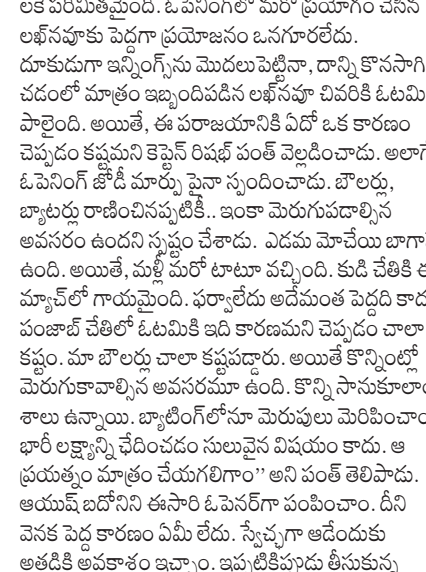 లకే పరిమితమైంది. ఓపెనింగ్‌లో మరో ప్రయోగం చేసిన
లఖ్‌నవూకు పెద్దగా ప్రయోజనం ఒనగూరలేదు.
దూకుడుగా ఇన్నింగ్స్‌ను మొదలుపెట్టినా, దాన్ని కొనసాగి
చడంలో మాత్రం ఇబ్బందిపడిన లఖ్‌నవూ చివరికి ఓటమి
పాలైంది. అయితే, ఈ పరాజయానికి ఏదో ఒక కారణం
చెప్పడం కష్టమని కెప్టెన్ రిషభ్ పంత్ వెల్లడించాడు. అలాగే
ఓపెనింగ్ జోడీ మార్పు పైనా స్పందించాడు. బౌలర్లు,
బ్యాటర్లు రాణించినప్పటికీ.. ఇంకా మెరుగుపడాల్సిన
అవసరం ఉందని స్పష్టం చేశాడు. ఎడమ మోచేయి బాగా
ఉంది. అయితే, మళ్లీ మరో టాటూ వచ్చింది. కుడి చేతికి ఈ
మ్యాచ్‌లో గాయమైంది. ఫర్వాలేదు అదేమంత పెద్దది కాదు
పంజాబ్ చేతిలో ఓటమికి ఇది కారణమని చెప్పడం చాలా
కష్టం. మా బౌలర్లు చాలా కష్టపడ్డారు. అయితే కొన్నింట్లో
మెరుగుకావాల్సిన అవసరమూ ఉంది. కొన్ని సానుకూలాం
శాలు ఉన్నాయి. బ్యాటింగ్‌లోనూ మెరుపులు మెరిపించాం
భారీ లక్ష్యాన్ని ఛేదించడం సులువైన విషయం కాదు. ఆ
ప్రయత్నం మాత్రం చేయగలిగాం’’ అని పంత్ తెలిపాడు.
ఆయుష్ బదోనిని ఈసారి ఓపెనర్‌గా పంపించాం. దీని
వెనక పెద్ద కారణం ఏమీ లేదు. స్వేచ్ఛగా ఆడేందుకు
అతడికి అవకాశం ఇచ్చాం. ఇప్పటికిప్పుడు తీసుకున్న